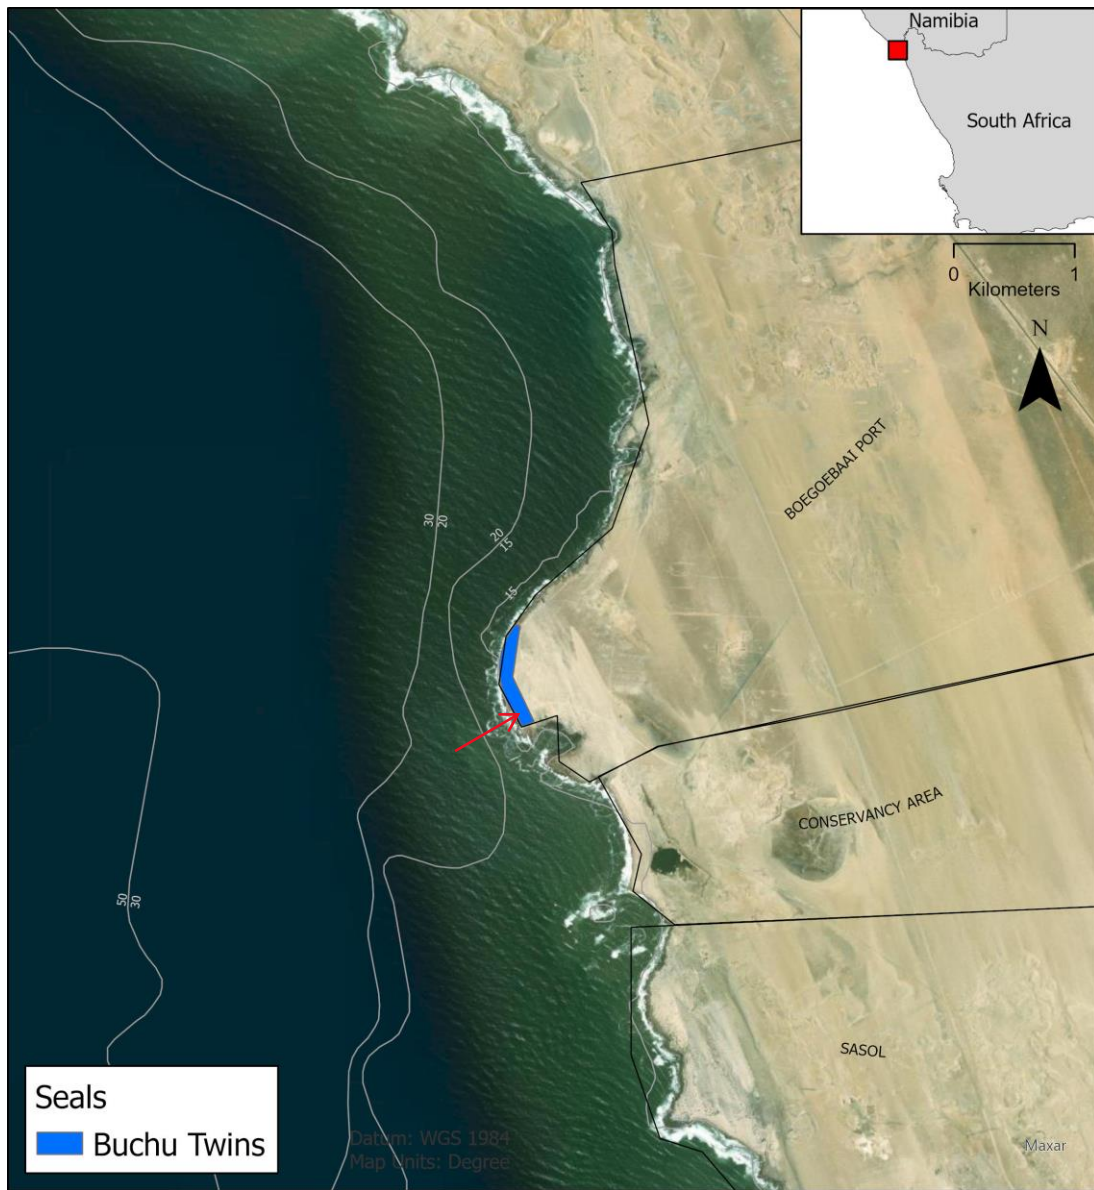 Namibia
South Africa
0 1
Kilometers
N
BOEGOEBAAI PORT
30
20
20
15
15
CONSERVANCY AREA
50
30
SASOL
Seals
Buchu Twins
Datum: WGS 1984
Map Units: Degree
Maxar